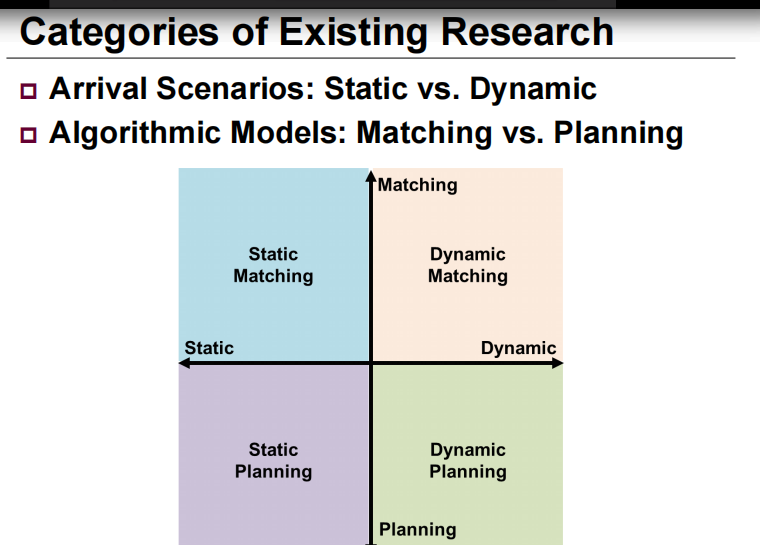 Categories of Existing Research
Arrival Scenarios: Static vs. Dynamic
Algorithmic Models: Matching vs. Planning
Matching
Static
Matching
Dynamic
Matching
Static
Dynamic
Static
Planning
Dynamic
Planning
Planning